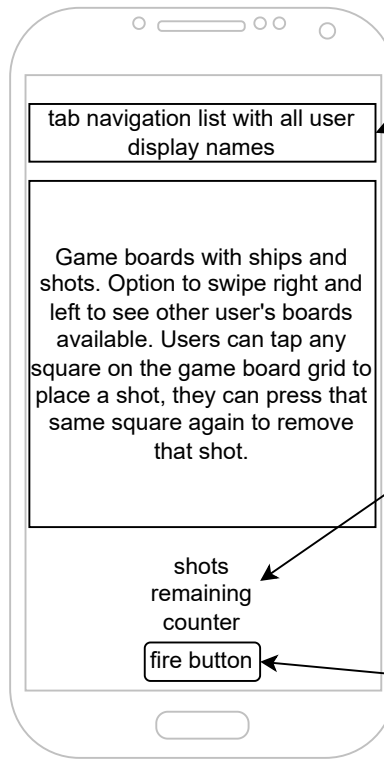 tab navigation list with all user
display names
Game boards with ships and
shots. Option to swipe right and
left to see other user's boards
available. Users can tap any
square on the game board grid to
place a shot, they can press that
same square again to remove
that shot.
shots
remaining
counter
fire button